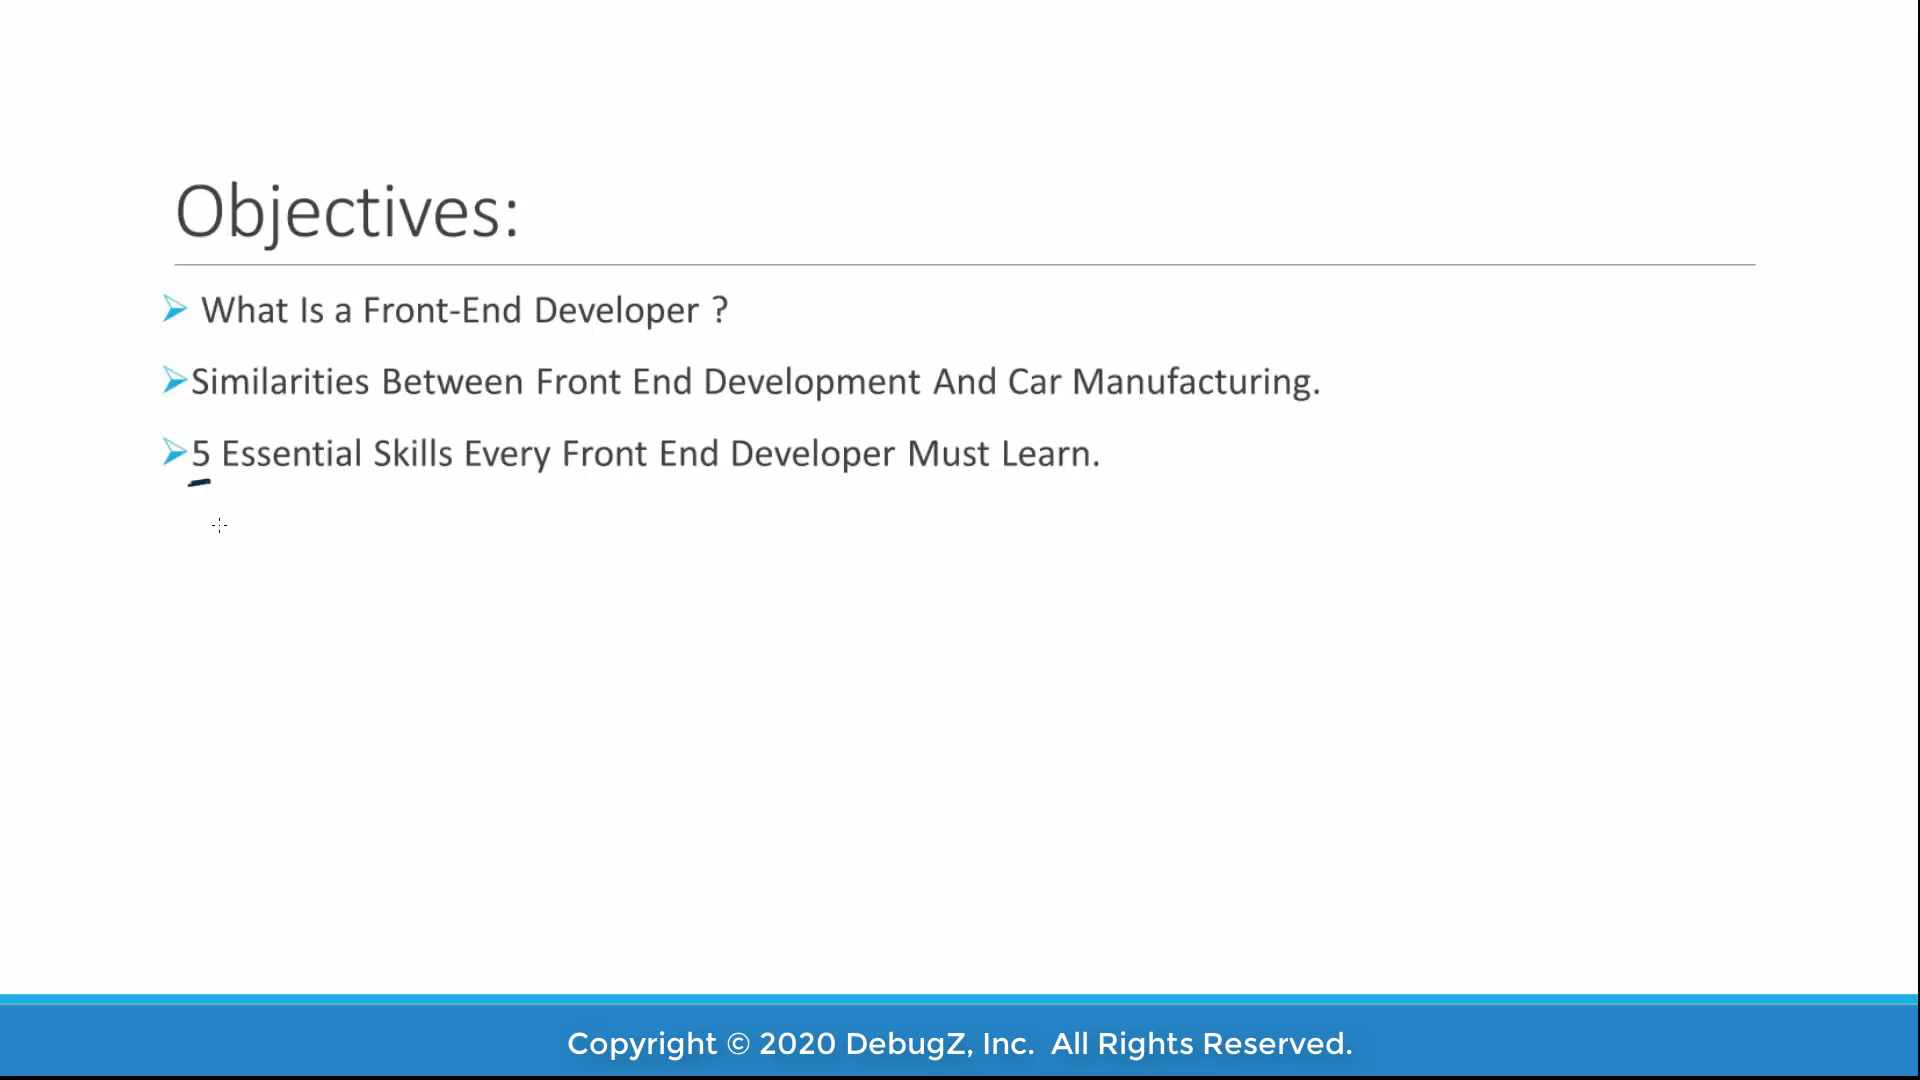 Objectives:
What Is a Front-End Developer ?
Similarities Between Front End Development And Car Manufacturing.
5 Essential Skills Every Front End Developer Must Learn.
Copyright © 2020 DebugZ, Inc. All Rights Reserved.